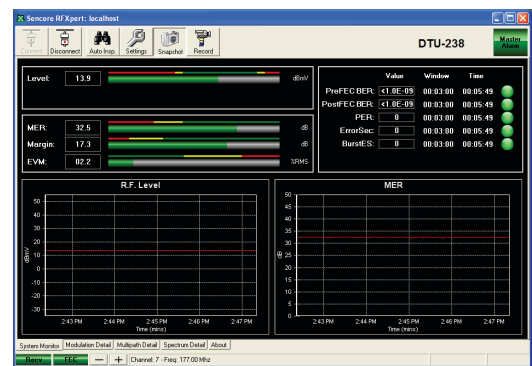 Sencore RFXpert: localhost
Connect Disconnect Auto Insp. Settings Snapshot Record DTU-238 Master Alarm
Level: 13.9 dBmV
MER: 32.5 dB
Margin: 17.3 dB
EVM: 02.2 %RMS
Value Window Time
PreFEC BER: <1.0E-09 00:03:00 00:05:49
PostFEC BER: <1.0E-09 00:03:00 00:05:49
PER: 0 00:03:00 00:05:49
ErrorSec: 0 00:03:00 00:05:49
BurstES: 0 00:03:00 00:05:49
R.F. Level
dBmV
50
40
30
20
10
0
-10
-20
-30
2:43 PM 2:44 PM 2:45 PM 2:46 PM 2:47 PM
Time (mins)
MER
dB
50
45
40
35
30
25
20
15
10
5
0
2:43 PM 2:44 PM 2:45 PM 2:46 PM 2:47 PM
Time (mins)
System Monitor Modulation Detail Multipath Detail Spectrum Detail About
Recv FEC — + Channel: 7 - Freq: 177.00 Mhz